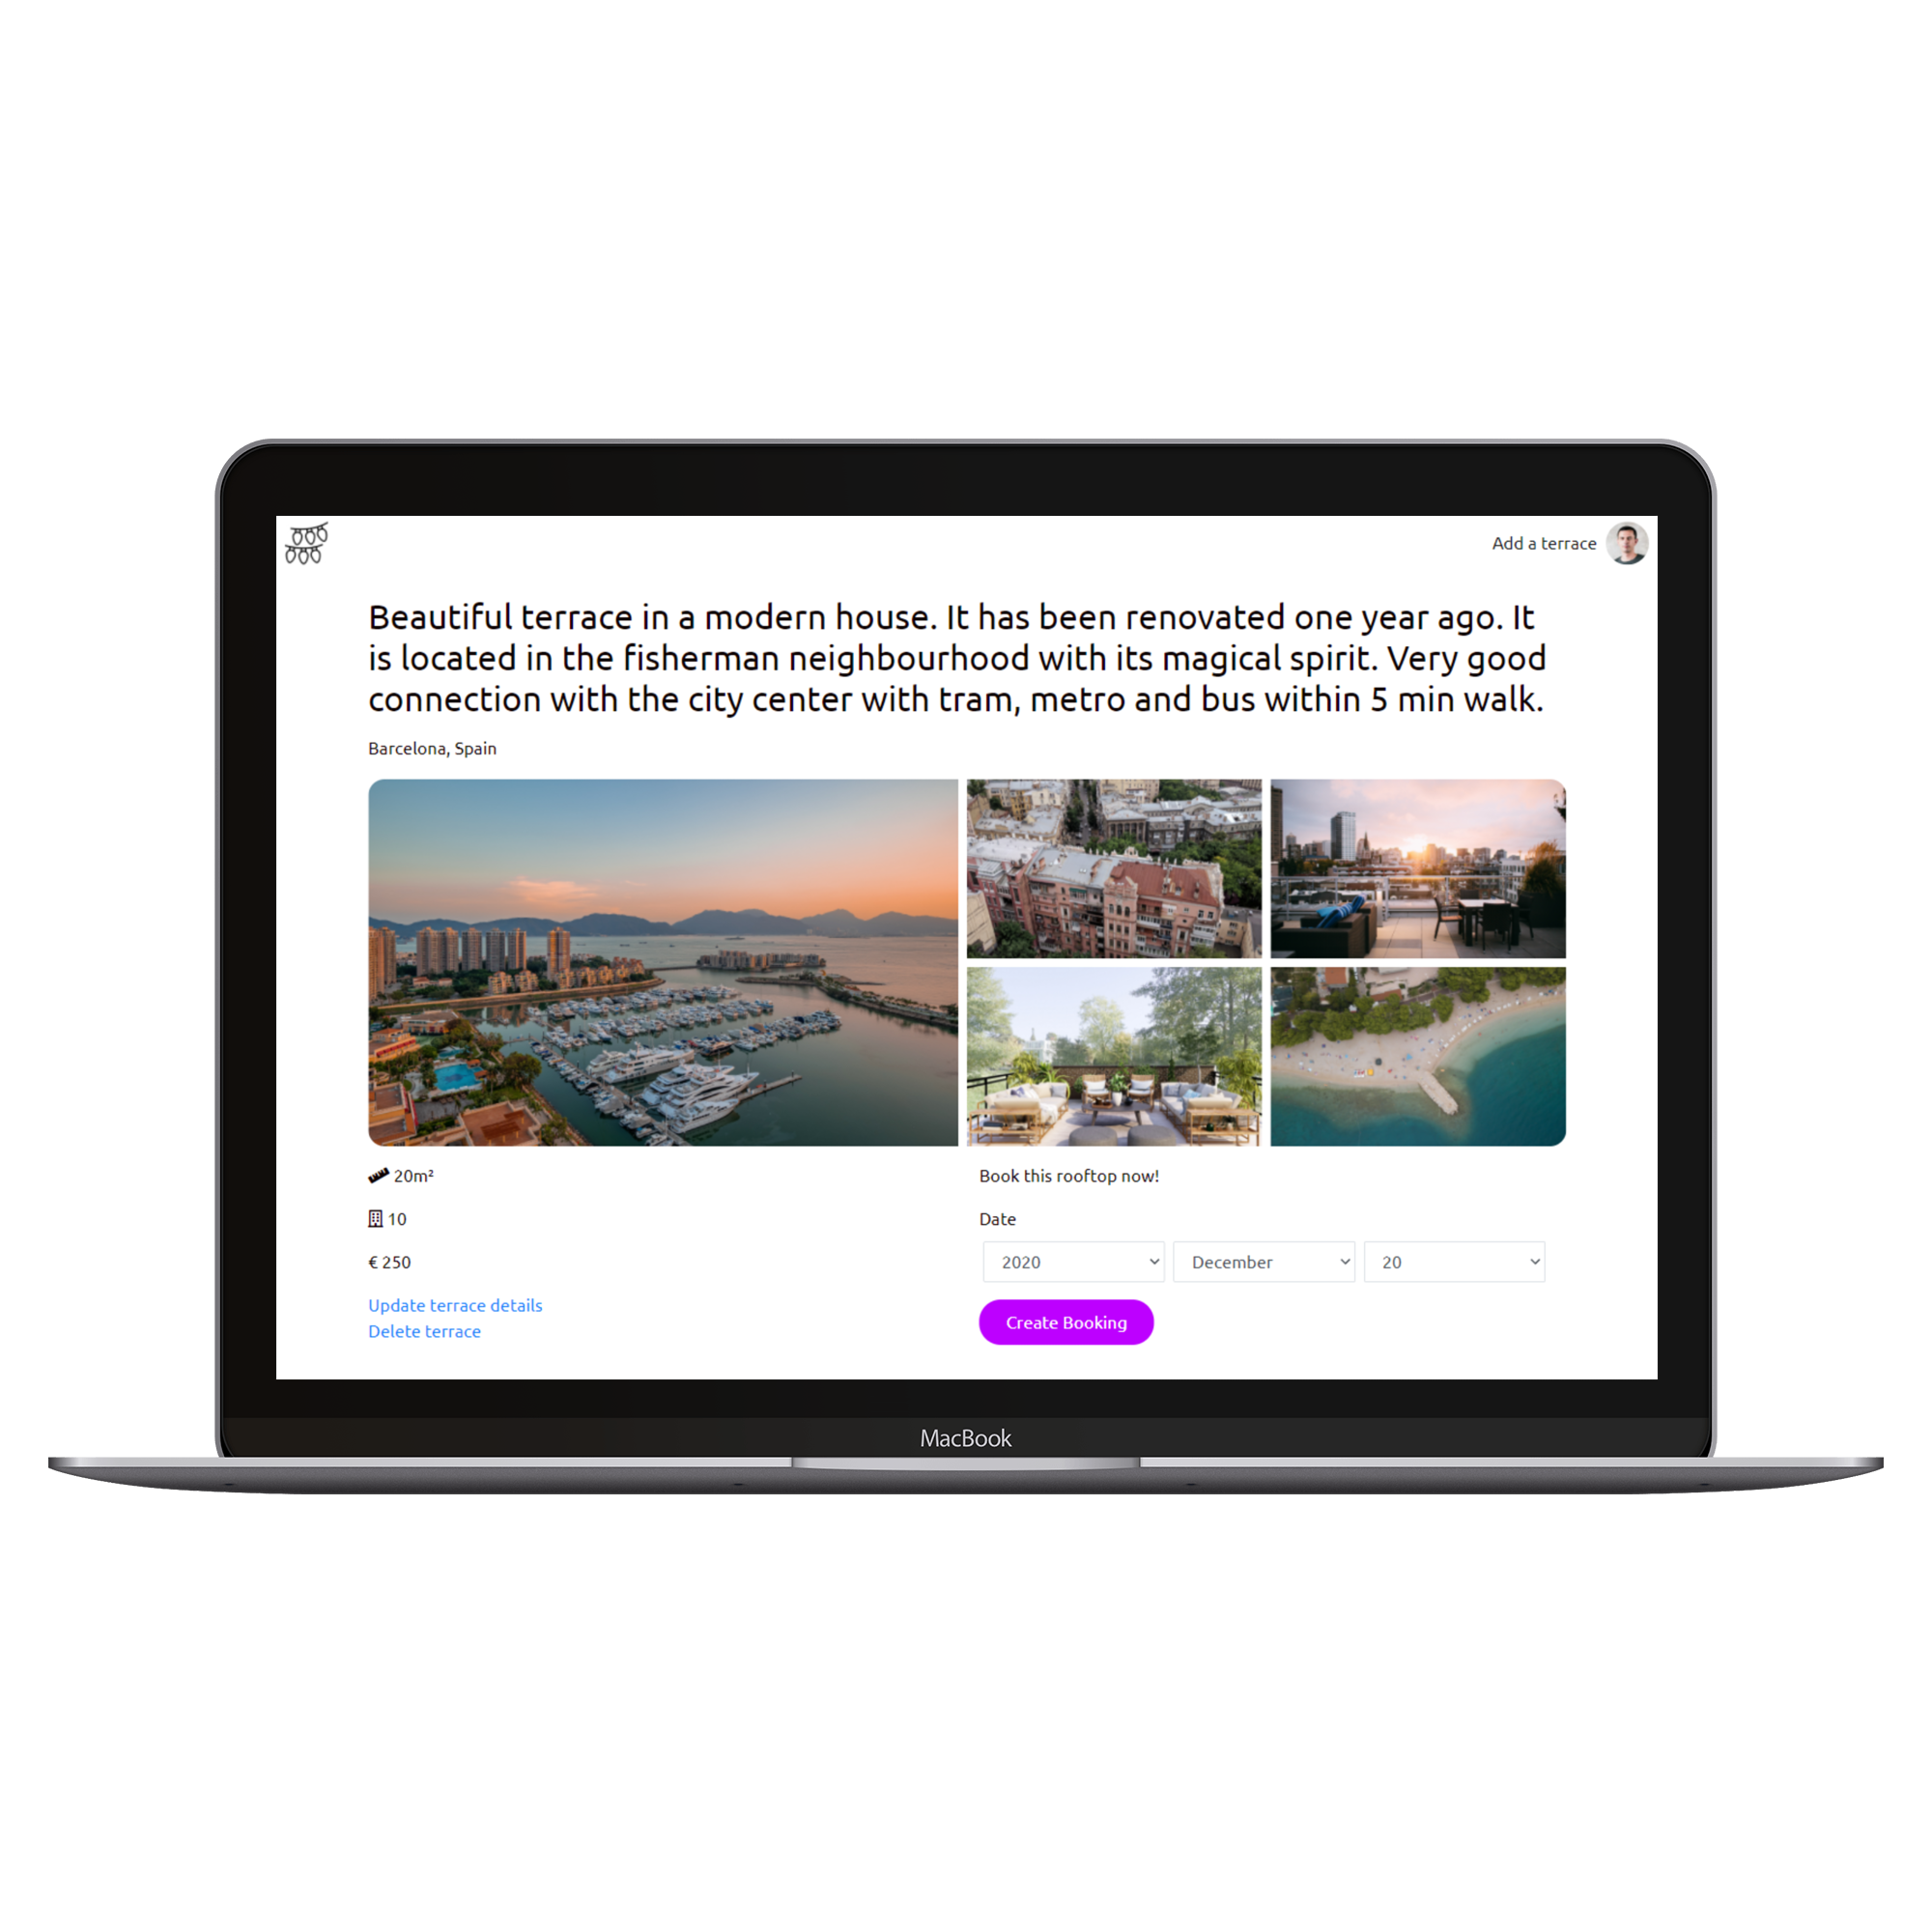 Add a terrace
Beautiful terrace in a modern house. It has been renovated one year ago. It
is located in the fisherman neighbourhood with its magical spirit. Very good
connection with the city center with tram, metro and bus within 5 min walk.
Barcelona, Spain
20m²
10
€ 250
Update terrace details
Delete terrace
Book this rooftop now!
Date
2020 December 20
Create Booking
MacBook